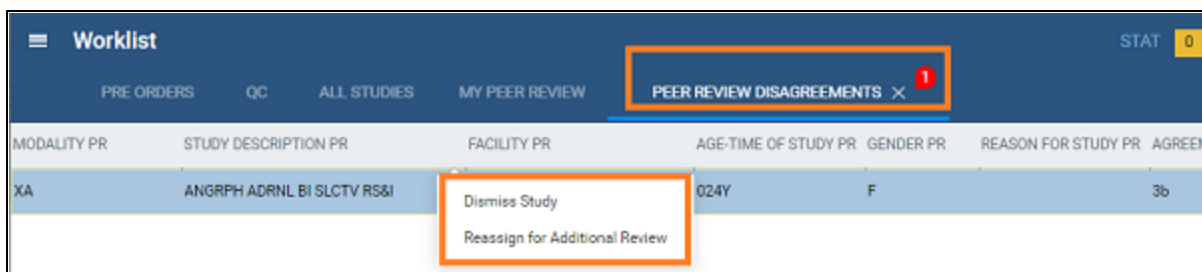 Worklist
STAT 0
PRE ORDERS QC ALL STUDIES MY PEER REVIEW PEER REVIEW DISAGREEMENTS × 1
MODALITY PR STUDY DESCRIPTION PR FACILITY PR AGE-TIME OF STUDY PR GENDER PR REASON FOR STUDY PR AGREEM
XA ANGRPH ADRNL BI SLCTV RS&I 024Y F 3b
Dismiss Study
Reassign for Additional Review